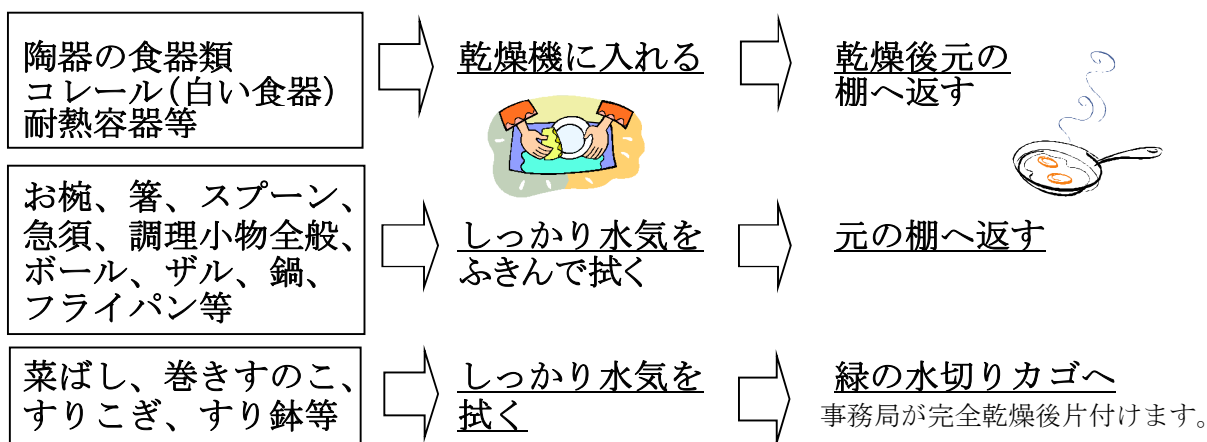 陶器の食器類
コレール(白い食器)
耐熱容器等
乾燥機に入れる
乾燥後元の
棚へ返す
お椀、箸、スプーン、
急須、調理小物全般、
ボール、ザル、鍋、
フライパン等
しっかり水気を
ふきんで拭く
元の棚へ返す
菜ばし、巻きすのこ、
すりこぎ、すり鉢等
しっかり水気を
拭く
緑の水切りカゴへ
事務局が完全乾燥後片付けます。